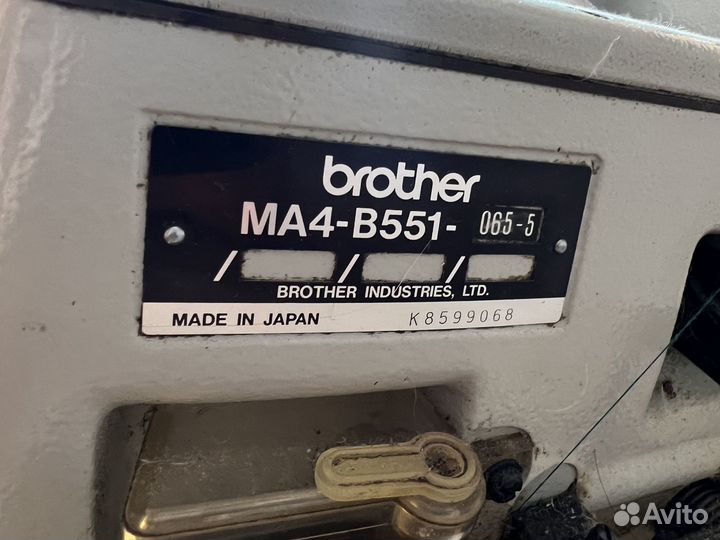 brother
MA4-B551- 065-5
/ / /
BROTHER INDUSTRIES, LTD.
MADE IN JAPAN K8599068
Avito